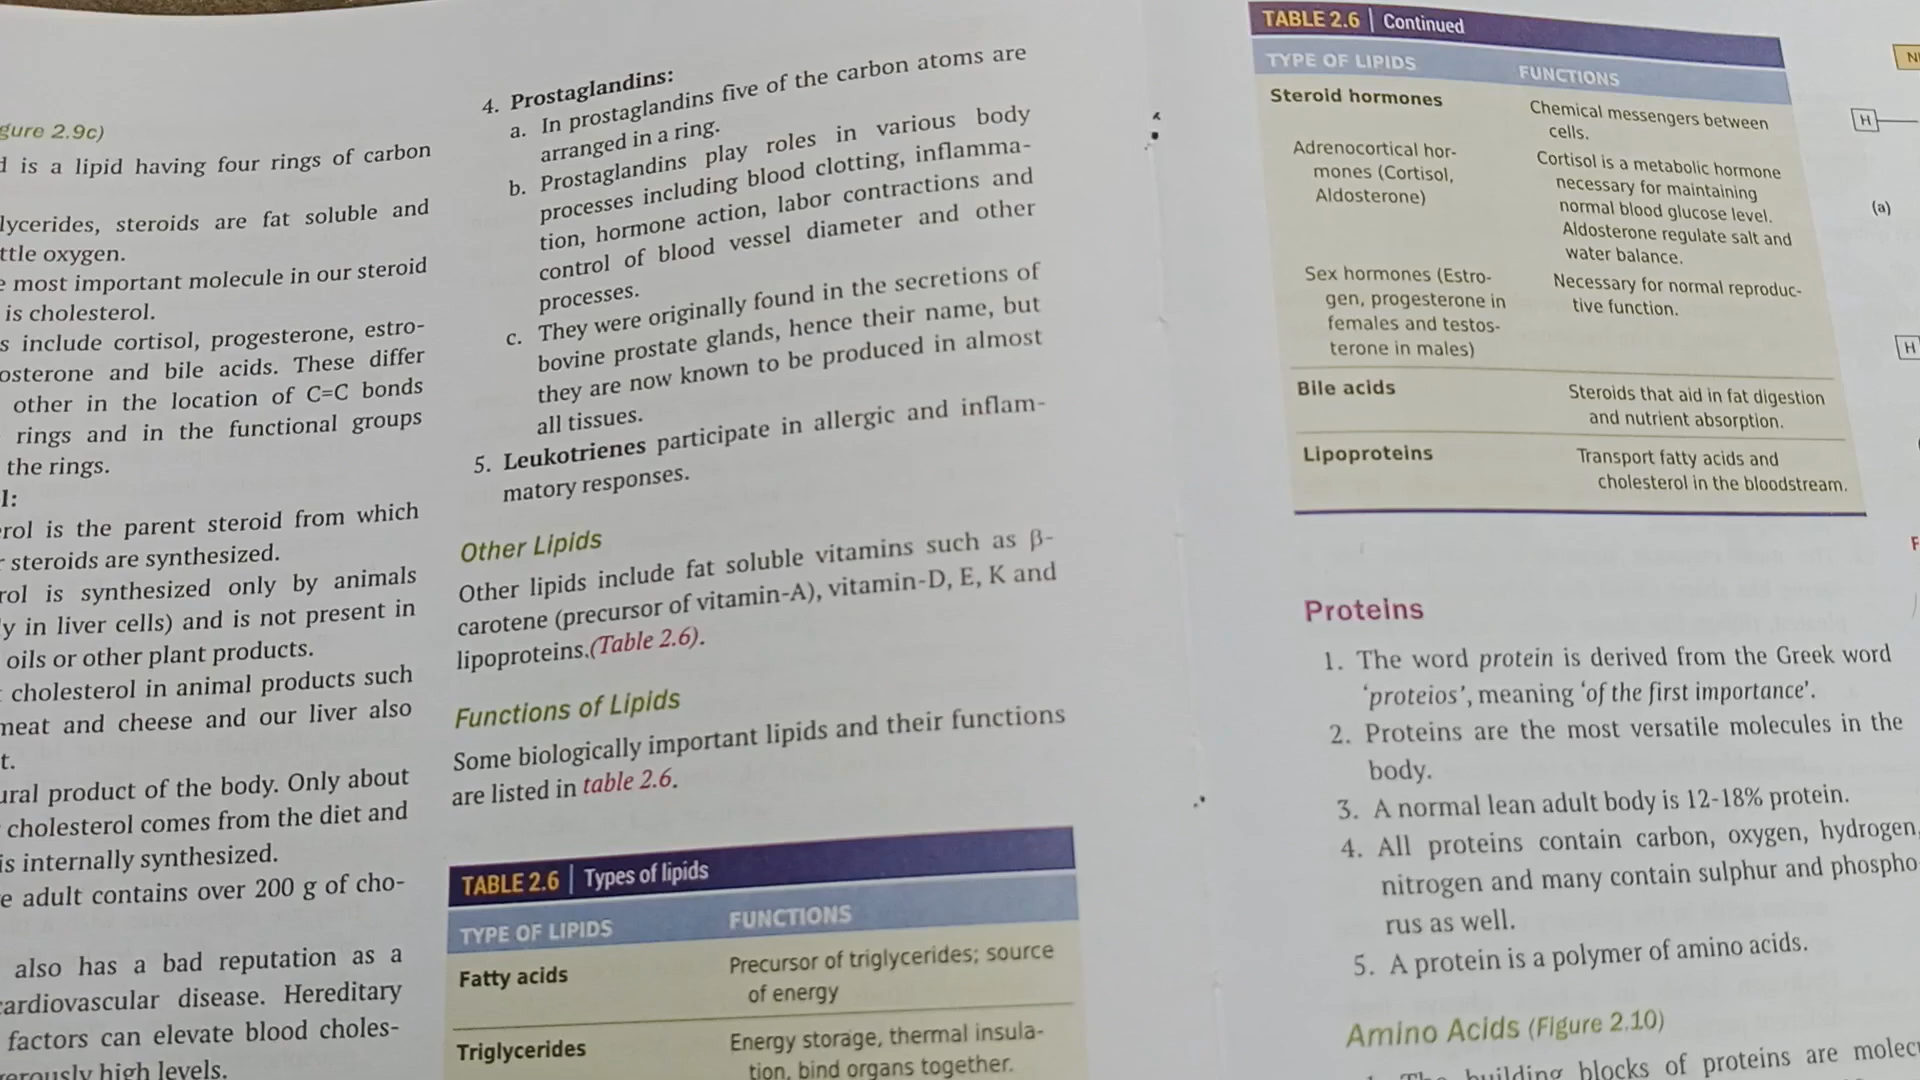 gure 2.9c)
is a lipid having four rings of carbon
lycerides, steroids are fat soluble and
ttle oxygen.
most important molecule in our steroid
is cholesterol.
s include cortisol, progesterone, estro-
osterone and bile acids. These differ
other in the location of C=C bonds
rings and in the functional groups
the rings.
l:
rol is the parent steroid from which
steroids are synthesized.
rol is synthesized only by animals
y in liver cells) and is not present in
oils or other plant products.
cholesterol in animal products such
meat and cheese and our liver also
t.
ural product of the body. Only about
cholesterol comes from the diet and
is internally synthesized.
e adult contains over 200 g of cho-
also has a bad reputation as a
cardiovascular disease. Hereditary
factors can elevate blood choles-
erously high levels.
4. Prostaglandins:
a. In prostaglandins five of the carbon atoms are
arranged in a ring.
b. Prostaglandins play roles in various body
processes including blood clotting, inflamma-
tion, hormone action, labor contractions and
control of blood vessel diameter and other
processes.
c. They were originally found in the secretions of
bovine prostate glands, hence their name, but
they are now known to be produced in almost
all tissues.
5. Leukotrienes participate in allergic and inflam-
matory responses.
Other Lipids
Other lipids include fat soluble vitamins such as β-
carotene (precursor of vitamin-A), vitamin-D, E, K and
lipoproteins.(Table 2.6).
Functions of Lipids
Some biologically important lipids and their functions
are listed in table 2.6.
TABLE 2.6 | Types of lipids
TYPE OF LIPIDS FUNCTIONS
Fatty acids Precursor of triglycerides; source
of energy
Triglycerides Energy storage, thermal insula-
tion, bind organs together.
TABLE 2.6 | Continued
TYPE OF LIPIDS FUNCTIONS
Steroid hormones Chemical messengers between
cells.
Adrenocortical hor- Cortisol is a metabolic hormone
mones (Cortisol, necessary for maintaining
Aldosterone) normal blood glucose level.
Aldosterone regulate salt and
water balance.
Sex hormones (Estro- Necessary for normal reproduc-
gen, progesterone in tive function.
females and testos-
terone in males)
Bile acids Steroids that aid in fat digestion
and nutrient absorption.
Lipoproteins Transport fatty acids and
cholesterol in the bloodstream.
Proteins
1. The word protein is derived from the Greek word
‘proteios’, meaning ‘of the first importance’.
2. Proteins are the most versatile molecules in the
body.
3. A normal lean adult body is 12-18% protein.
4. All proteins contain carbon, oxygen, hydrogen,
nitrogen and many contain sulphur and phospho-
rus as well.
5. A protein is a polymer of amino acids.
Amino Acids (Figure 2.10)
building blocks of proteins are molec
N
H
(a)
H
F